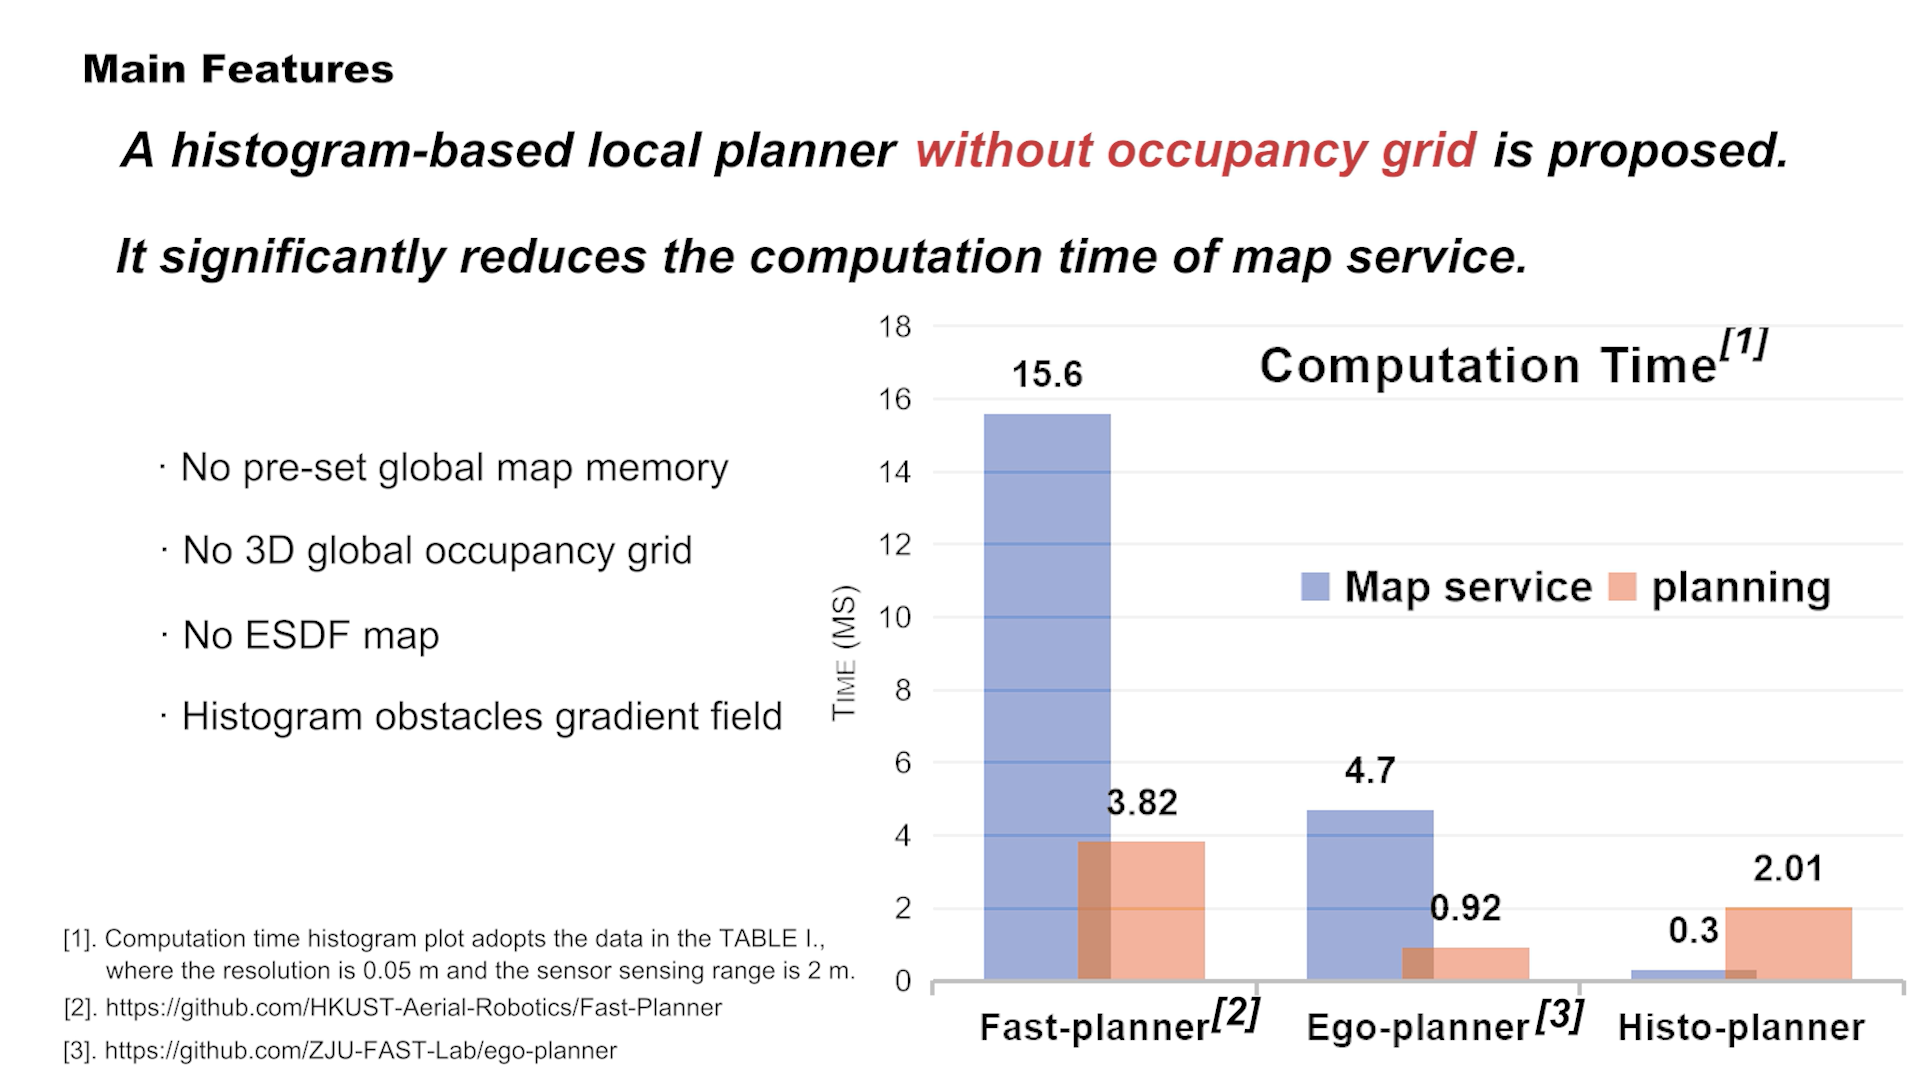 Main Features
A histogram-based local planner without occupancy grid is proposed.
It significantly reduces the computation time of map service.
· No pre-set global map memory
· No 3D global occupancy grid
· No ESDF map
· Histogram obstacles gradient field
Computation Time[1]
TIME (MS)
18
16
14
12
10
8
6
4
2
0
15.6
3.82
4.7
0.92
0.3
2.01
Map service planning
Fast-planner[2] Ego-planner[3] Histo-planner
[1]. Computation time histogram plot adopts the data in the TABLE I.,
where the resolution is 0.05 m and the sensor sensing range is 2 m.
[2]. https://github.com/HKUST-Aerial-Robotics/Fast-Planner
[3]. https://github.com/ZJU-FAST-Lab/ego-planner